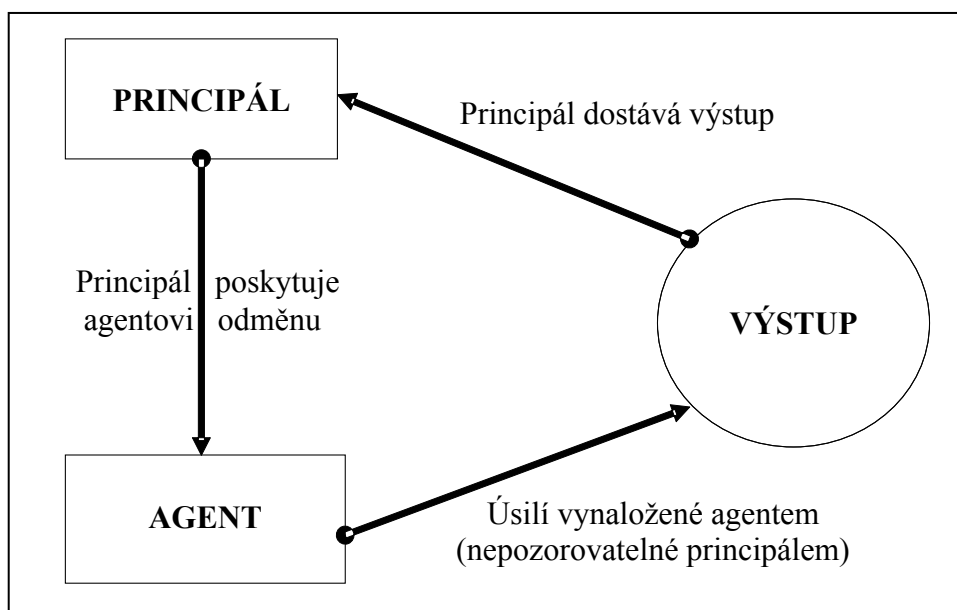 PRINCIPÁL
Principál dostává výstup
Principál poskytuje
agentovi odměnu
VÝSTUP
AGENT
Úsilí vynaložené agentem
(nepozorovatelné principálem)